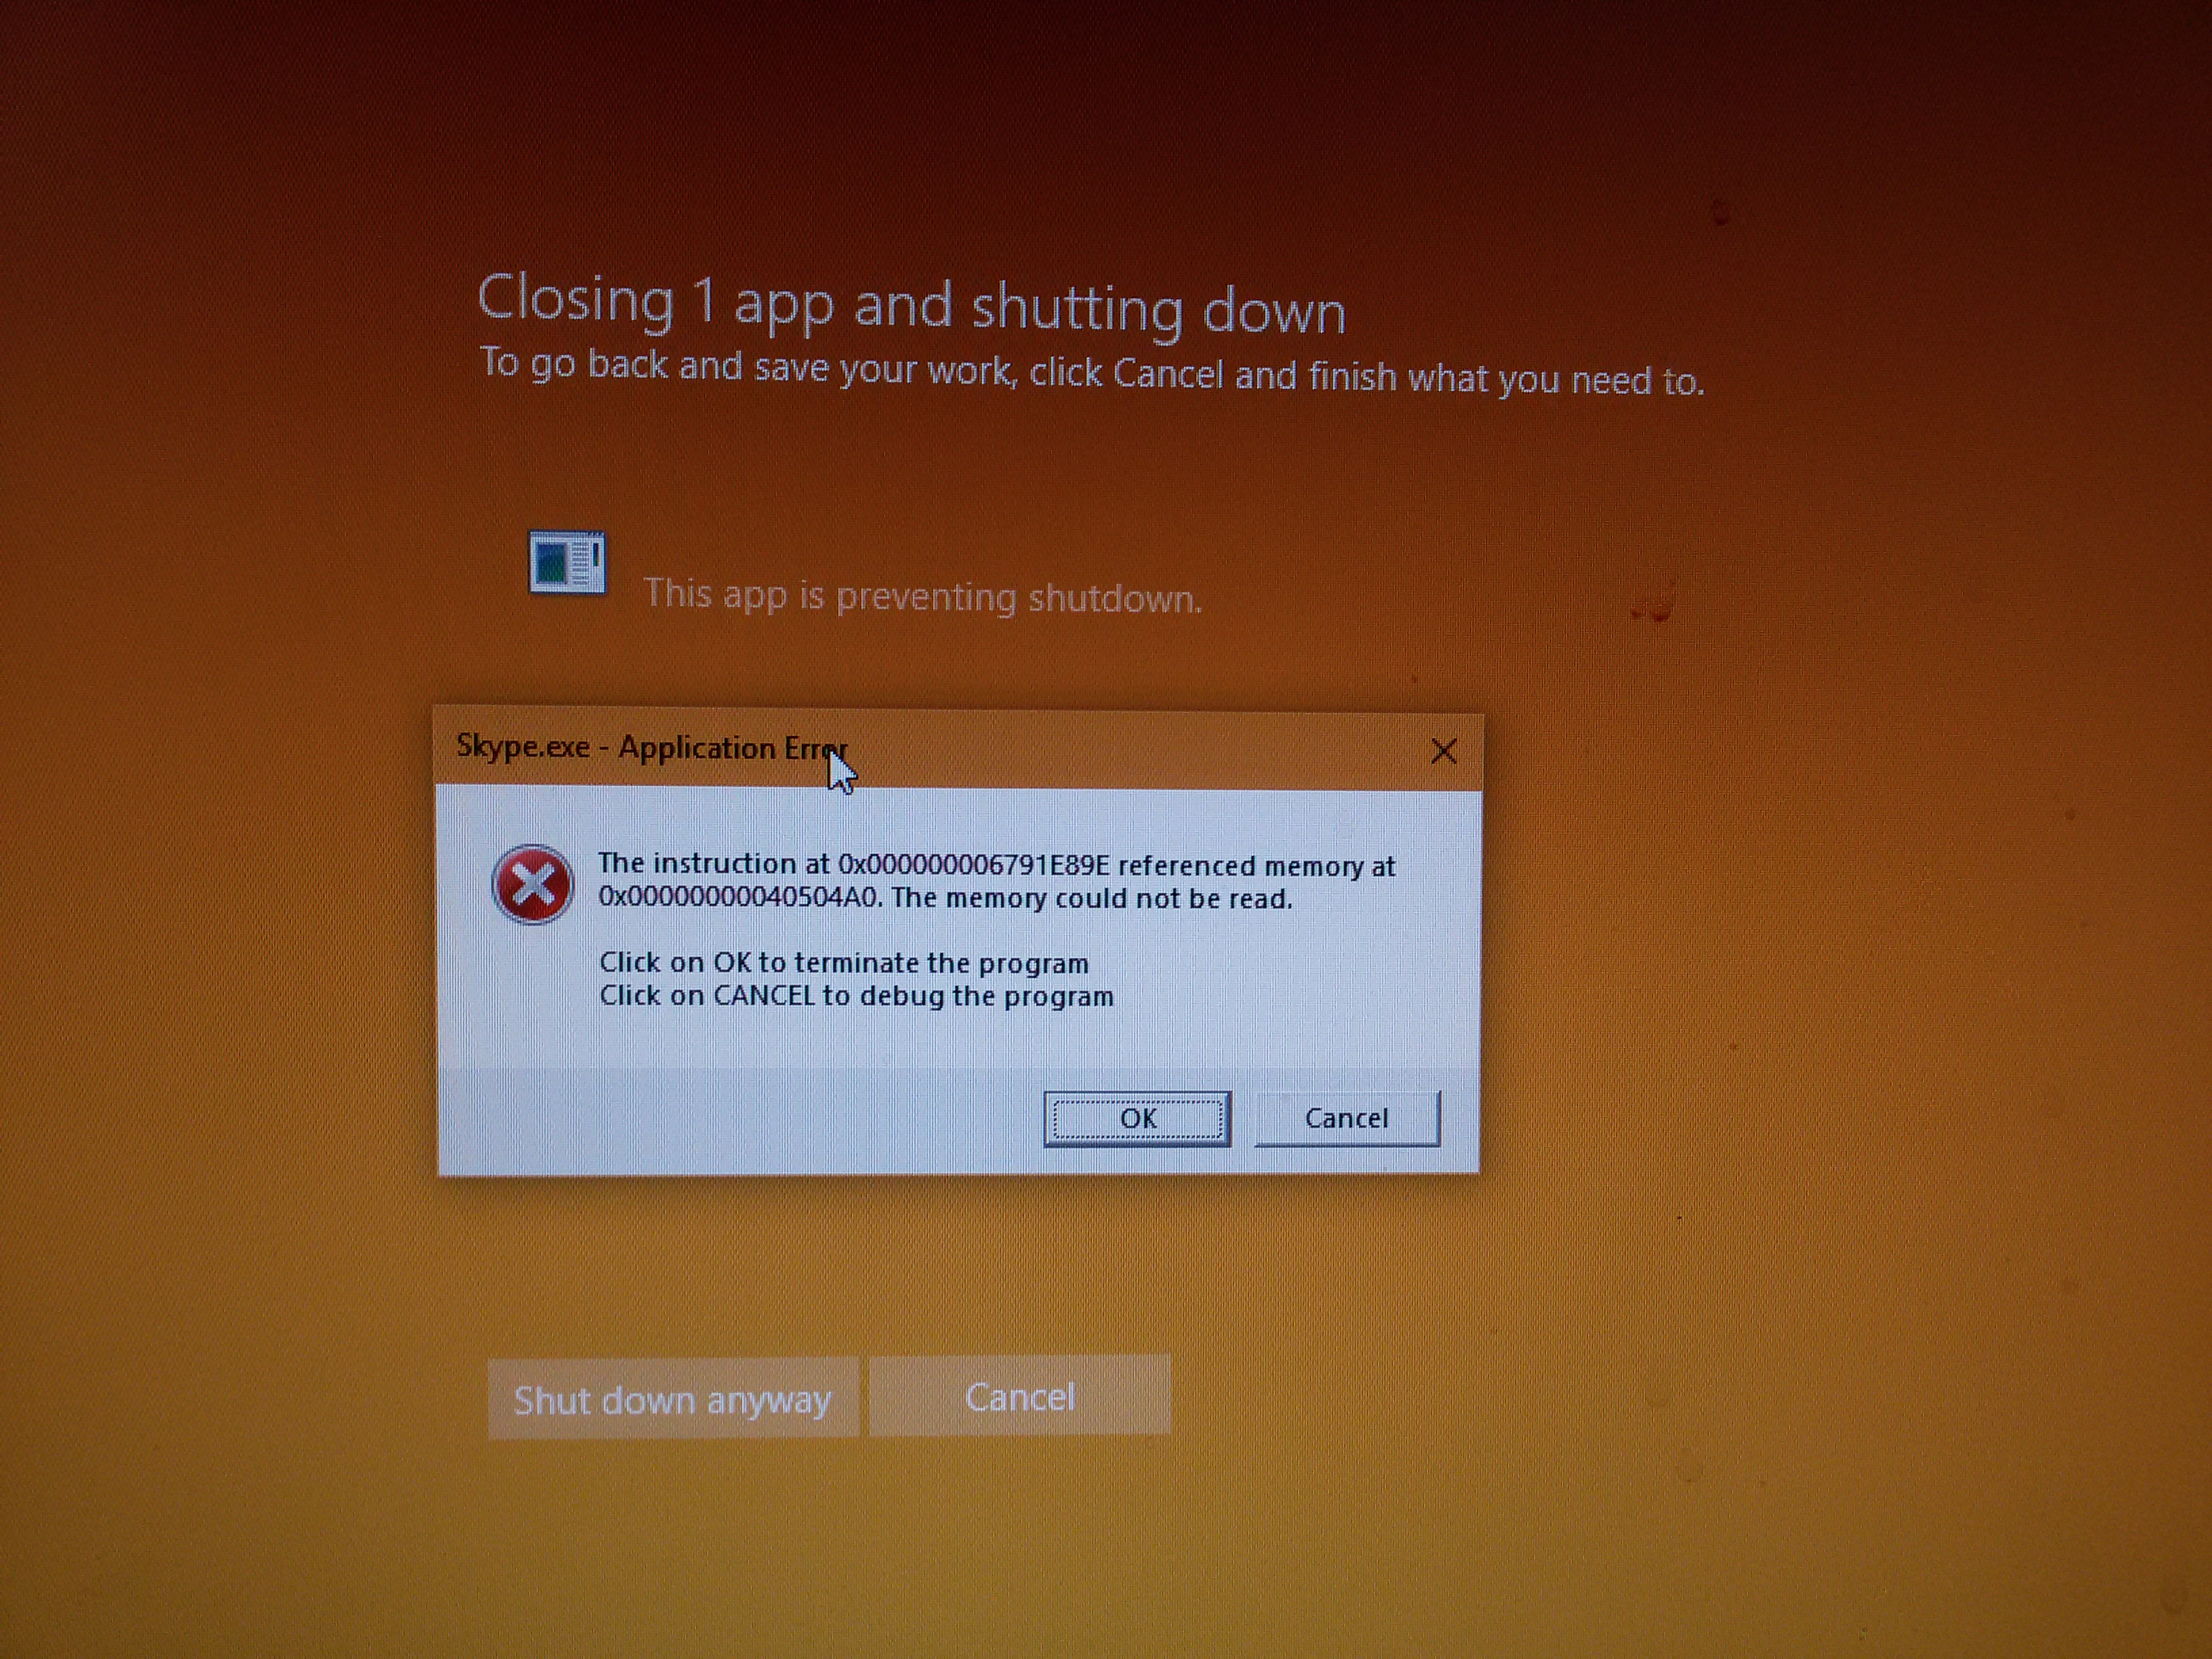 Closing 1 app and shutting down
To go back and save your work, click Cancel and finish what you need to.
This app is preventing shutdown.
Skype.exe - Application Error
The instruction at 0x000000006791E89E referenced memory at
0x00000000040504A0. The memory could not be read.
Click on OK to terminate the program
Click on CANCEL to debug the program
OK
Cancel
Shut down anyway
Cancel